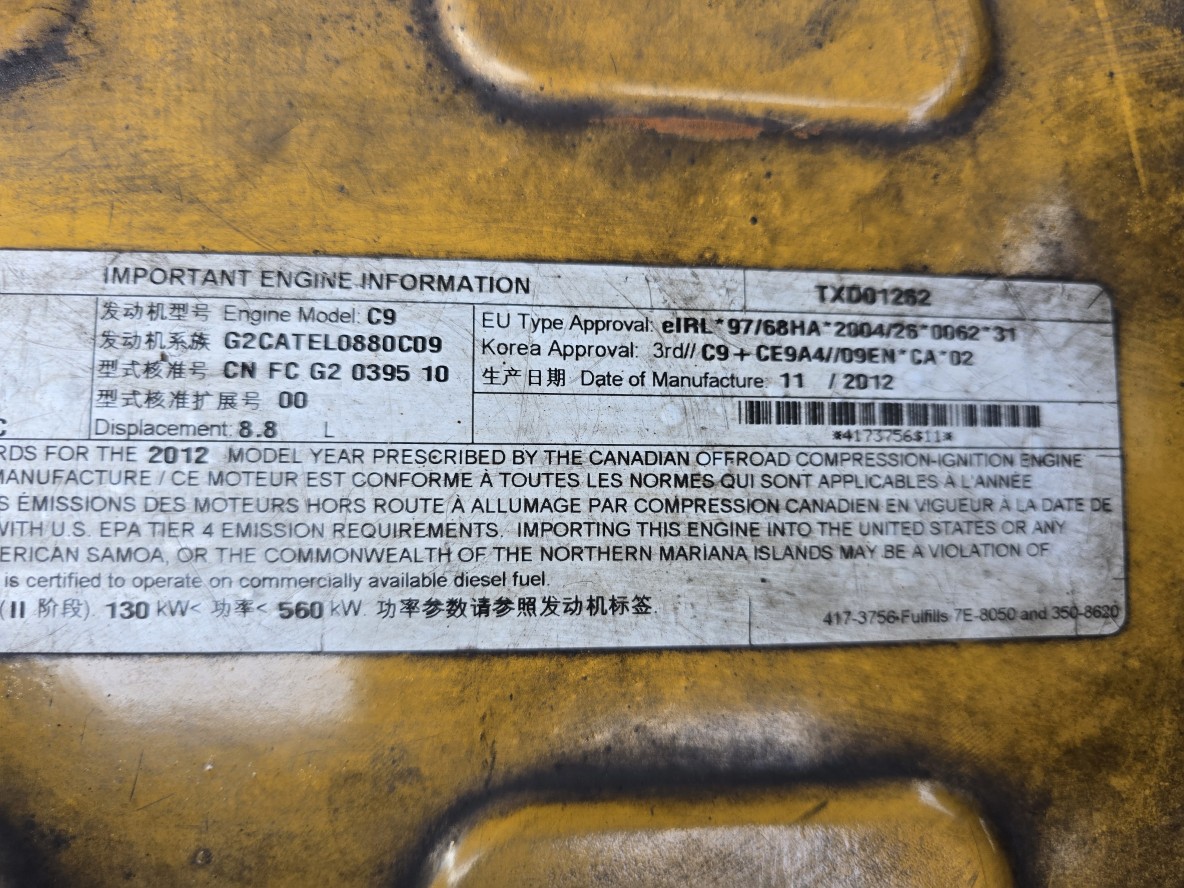 IMPORTANT ENGINE INFORMATION
TXD01262
发动机型号 Engine Model: C9
发动机系族 G2CATEL0880C09
型式核准号 CN FC G2 0395 10
型式核准扩展号 00
Displacement: 8.8 L
EU Type Approval: eIRL*97/68HA*2004/26*0062*31
Korea Approval: 3rd// C9 + CE9A4//09EN*CA*02
生产日期 Date of Manufacture: 11 / 2012
*4173756$11*
C
RDS FOR THE 2012 MODEL YEAR PRESCRIBED BY THE CANADIAN OFFROAD COMPRESSION-IGNITION ENGINE
MANUFACTURE / CE MOTEUR EST CONFORME À TOUTES LES NORMES QUI SONT APPLICABLES À L'ANNÉE
S ÉMISSIONS DES MOTEURS HORS ROUTE À ALLUMAGE PAR COMPRESSION CANADIEN EN VIGUEUR À LA DATE DE
WITH U.S. EPA TIER 4 EMISSION REQUIREMENTS. IMPORTING THIS ENGINE INTO THE UNITED STATES OR ANY
ERICAN SAMOA, OR THE COMMONWEALTH OF THE NORTHERN MARIANA ISLANDS MAY BE A VIOLATION OF
is certified to operate on commercially available diesel fuel.
(II 阶段). 130 kW< 功率< 560 kW. 功率参数请参照发动机标签.
417-3756-Fulfills 7E-8050 and 350-8620